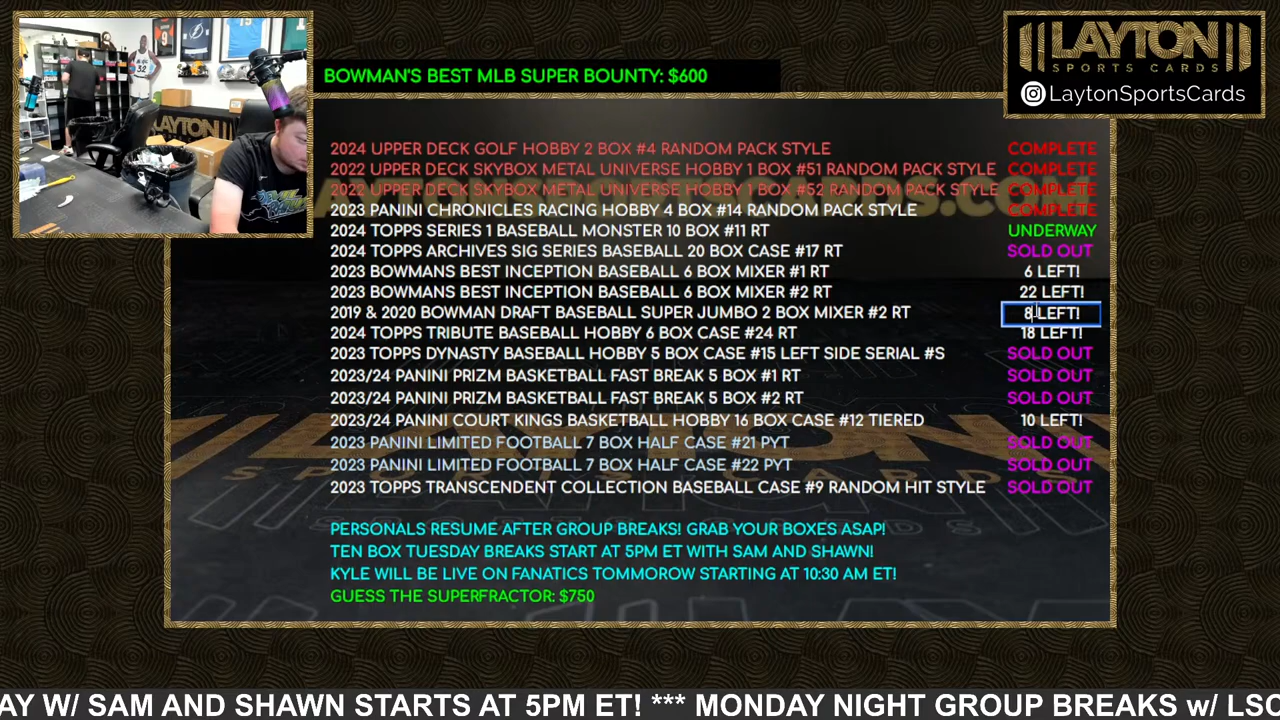 BOWMAN'S BEST MLB SUPER BOUNTY: $600
LAYTON
SPORTS CARDS
LaytonSportsCards
2024 UPPER DECK GOLF HOBBY 2 BOX #4 RANDOM PACK STYLE COMPLETE
2022 UPPER DECK SKYBOX METAL UNIVERSE HOBBY 1 BOX #51 RANDOM PACK STYLE COMPLETE
2022 UPPER DECK SKYBOX METAL UNIVERSE HOBBY 1 BOX #52 RANDOM PACK STYLE COMPLETE
2023 PANINI CHRONICLES RACING HOBBY 4 BOX #14 RANDOM PACK STYLE COMPLETE
2024 TOPPS SERIES 1 BASEBALL MONSTER 10 BOX #11 RT UNDERWAY
2024 TOPPS ARCHIVES SIG SERIES BASEBALL 20 BOX CASE #17 RT SOLD OUT
2023 BOWMANS BEST INCEPTION BASEBALL 6 BOX MIXER #1 RT 6 LEFT!
2023 BOWMANS BEST INCEPTION BASEBALL 6 BOX MIXER #2 RT 22 LEFT!
2019 & 2020 BOWMAN DRAFT BASEBALL SUPER JUMBO 2 BOX MIXER #2 RT 8 LEFT!
2024 TOPPS TRIBUTE BASEBALL HOBBY 6 BOX CASE #24 RT 18 LEFT!
2023 TOPPS DYNASTY BASEBALL HOBBY 5 BOX CASE #15 LEFT SIDE SERIAL #S SOLD OUT
2023/24 PANINI PRIZM BASKETBALL FAST BREAK 5 BOX #1 RT SOLD OUT
2023/24 PANINI PRIZM BASKETBALL FAST BREAK 5 BOX #2 RT SOLD OUT
2023/24 PANINI COURT KINGS BASKETBALL HOBBY 16 BOX CASE #12 TIERED 10 LEFT!
2023 PANINI LIMITED FOOTBALL 7 BOX HALF CASE #21 PYT SOLD OUT
2023 PANINI LIMITED FOOTBALL 7 BOX HALF CASE #22 PYT SOLD OUT
2023 TOPPS TRANSCENDENT COLLECTION BASEBALL CASE #9 RANDOM HIT STYLE SOLD OUT
PERSONALS RESUME AFTER GROUP BREAKS! GRAB YOUR BOXES ASAP!
TEN BOX TUESDAY BREAKS START AT 5PM ET WITH SAM AND SHAWN!
KYLE WILL BE LIVE ON FANATICS TOMMOROW STARTING AT 10:30 AM ET!
GUESS THE SUPERFRACTOR: $750
AY W/ SAM AND SHAWN STARTS AT 5PM ET! *** MONDAY NIGHT GROUP BREAKS w/ LSC